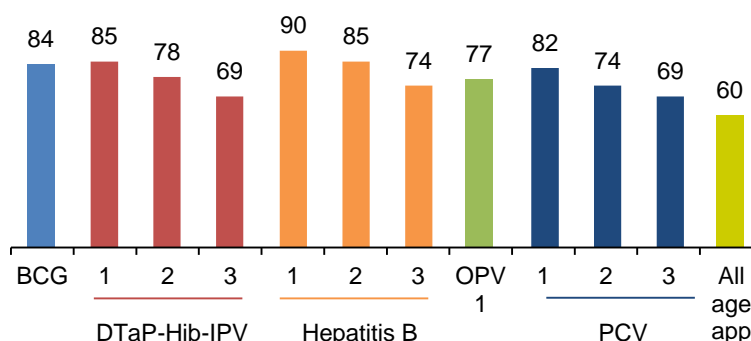 84 85 78 69 90 85 74 77 82 74 69 60
BCG 1 2 3 1 2 3 OPV 1 2 3 All
1 age
DTaP-Hib-IPV Hepatitis B PCV app